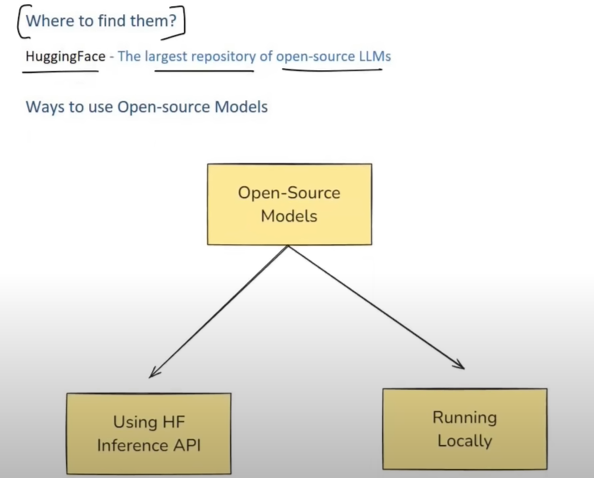 Where to find them?
HuggingFace - The largest repository of open-source LLMs
Ways to use Open-source Models
Open-Source
Models
Using HF
Inference API
Running
Locally